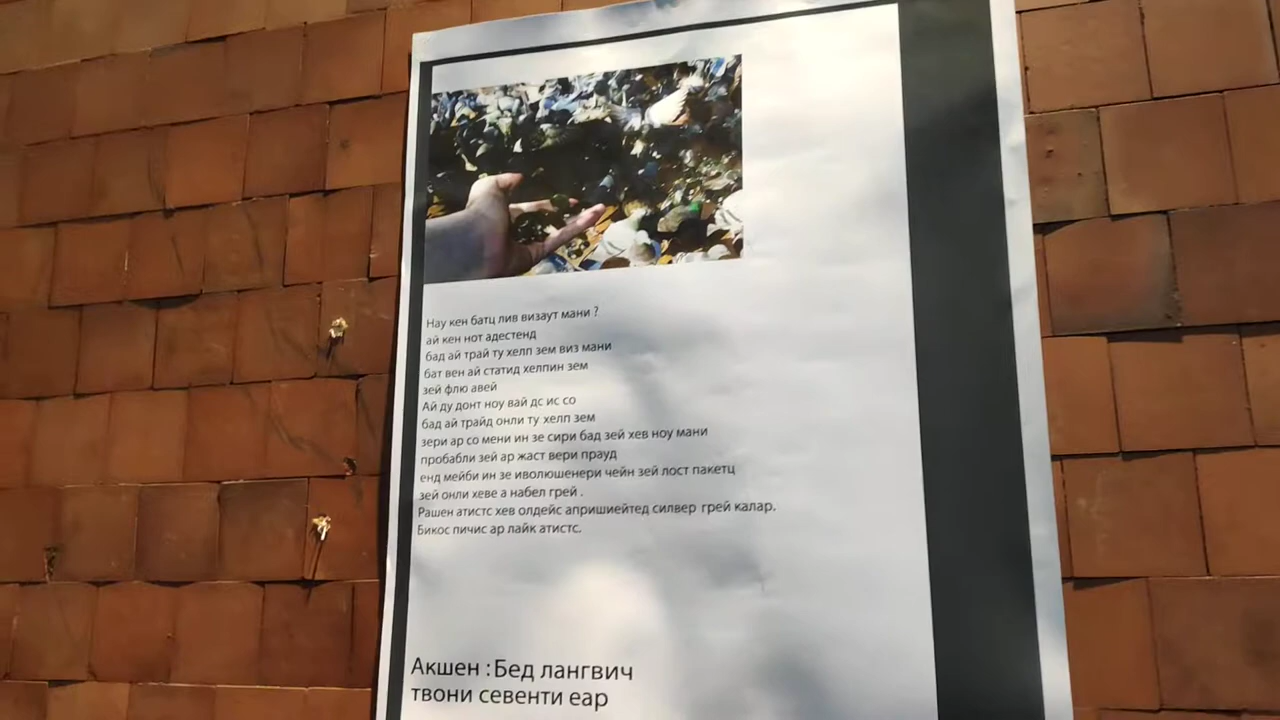 Нау кен батц лив визаут мани ?
ай кен нот адестенд
бад ай трай ту хелп зем виз мани
бат вен ай статид хелпин зем
зей флю авей
Ай ду донт ноу вай дс ис со
бад ай трайд онли ту хелп зем
зери ар со мени ин зе сири бад зей хев ноу мани
пробабли зей ар жаст вери прауд
енд мейби ин зе иволюшенери чейн зей лост пакетц
зей онли хеве а набел грей .
Рашен атистс хев олдейс апришиейтед силвер грей калар.
Бикос пичис ар лайк атистс.
Акшен : Бед лангвич
твони севенти еар